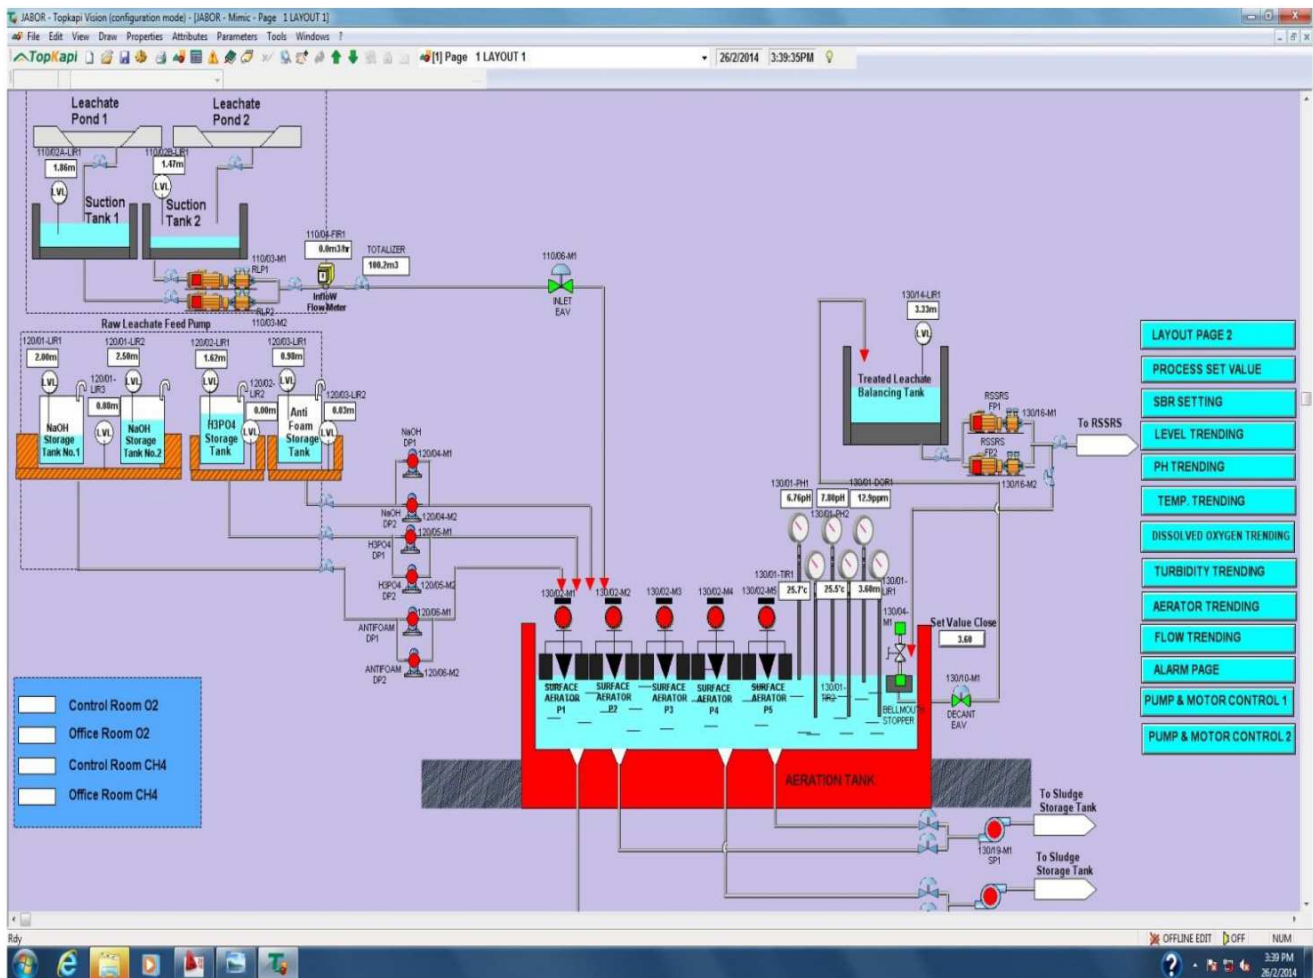 JABOR - Topkapi Vision (configuration mode) - [JABOR - Mimic - Page 1 LAYOUT 1]
File Edit View Draw Properties Attributes Parameters Tools Windows ?
TopKapi
[1] Page 1 LAYOUT 1
26/2/2014 3:39:35PM
Leachate
Pond 1
Leachate
Pond 2
110/02A-LIR1
1.86m
LVL
110/02B-LIR1
1.47m
LVL
Suction
Tank 1
Suction
Tank 2
110/03-M1
RLP1
RLP2
110/03-M2
110/04-FIR1
0.0m3/hr
Inflow
Flow Meter
TOTALIZER
100.2m3
110/06-M1
INLET
EAV
Raw Leachate Feed Pump
120/01-LIR1
2.00m
LVL
120/01-LIR2
2.50m
LVL
120/01-
LIR3
0.00m
LVL
120/02-LIR1
1.62m
LVL
120/02-
LIR2
0.00m
LVL
120/03-LIR1
0.90m
LVL
120/03-LIR2
0.03m
LVL
NaOH
Storage
Tank No.1
NaOH
Storage
Tank No.2
H3PO4
Storage
Tank
Anti
Foam
Storage
Tank
NaOH
DP1
120/04-M1
NaOH
DP2
120/04-M2
120/05-M1
H3PO4
DP1
H3PO4
DP2
120/05-M2
120/06-M1
ANTIFOAM
DP1
ANTIFOAM
DP2
120/06-M2
130/14-LIR1
3.33m
LVL
Treated Leachate
Balancing Tank
RSSRS
FP1
130/16-M1
RSSRS
FP2
130/16-M2
To RSSRS
130/01-PH1
6.76pH
130/01-PH2
7.80pH
130/01-DOR1
12.9ppm
130/01-TIR1
25.7°c
130/01-
TIR2
25.5°c
130/01-
LIR1
3.60m
130/02-M1
130/02-M2
130/02-M3
130/02-M4
130/02-M5
SURFACE
AERATOR
P1
SURFACE
AERATOR
P2
SURFACE
AERATOR
P3
SURFACE
AERATOR
P4
SURFACE
AERATOR
P5
130/04-
M1
Set Value Close
3.60
BELLMOUTH
STOPPER
130/10-M1
DECANT
EAV
AERATION TANK
To Sludge
Storage Tank
130/19-M1
SP1
To Sludge
Storage Tank
LAYOUT PAGE 2
PROCESS SET VALUE
SBR SETTING
LEVEL TRENDING
PH TRENDING
TEMP. TRENDING
DISSOLVED OXYGEN TRENDING
TURBIDITY TRENDING
AERATOR TRENDING
FLOW TRENDING
ALARM PAGE
PUMP & MOTOR CONTROL 1
PUMP & MOTOR CONTROL 2
Control Room O2
Office Room O2
Control Room CH4
Office Room CH4
Rdy
OFFLINE EDIT OFF NUM
3:39 PM
26/2/2014